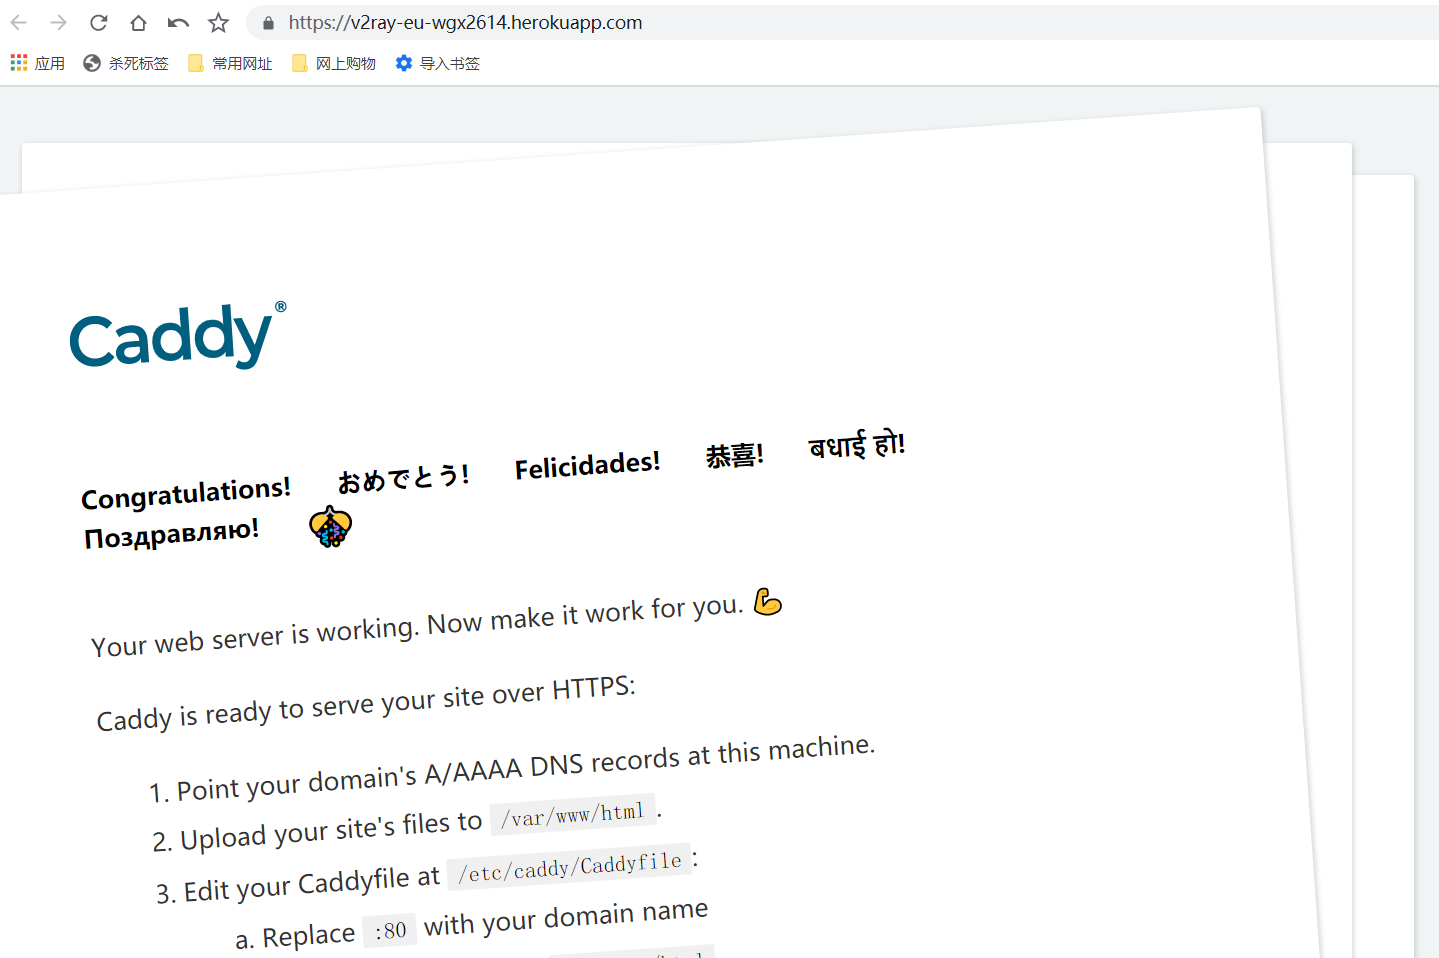 https://v2ray-eu-wgx2614.herokuapp.com
应用 杀死标签 常用网址 网上购物 导入书签
Caddy®
Congratulations! おめでとう! Felicidades! 恭喜! बधाई हो!
Поздравляю!
Your web server is working. Now make it work for you. 💪
Caddy is ready to serve your site over HTTPS:
1. Point your domain's A/AAAA DNS records at this machine.
2. Upload your site's files to /var/www/html.
3. Edit your Caddyfile at /etc/caddy/Caddyfile:
a. Replace :80 with your domain name